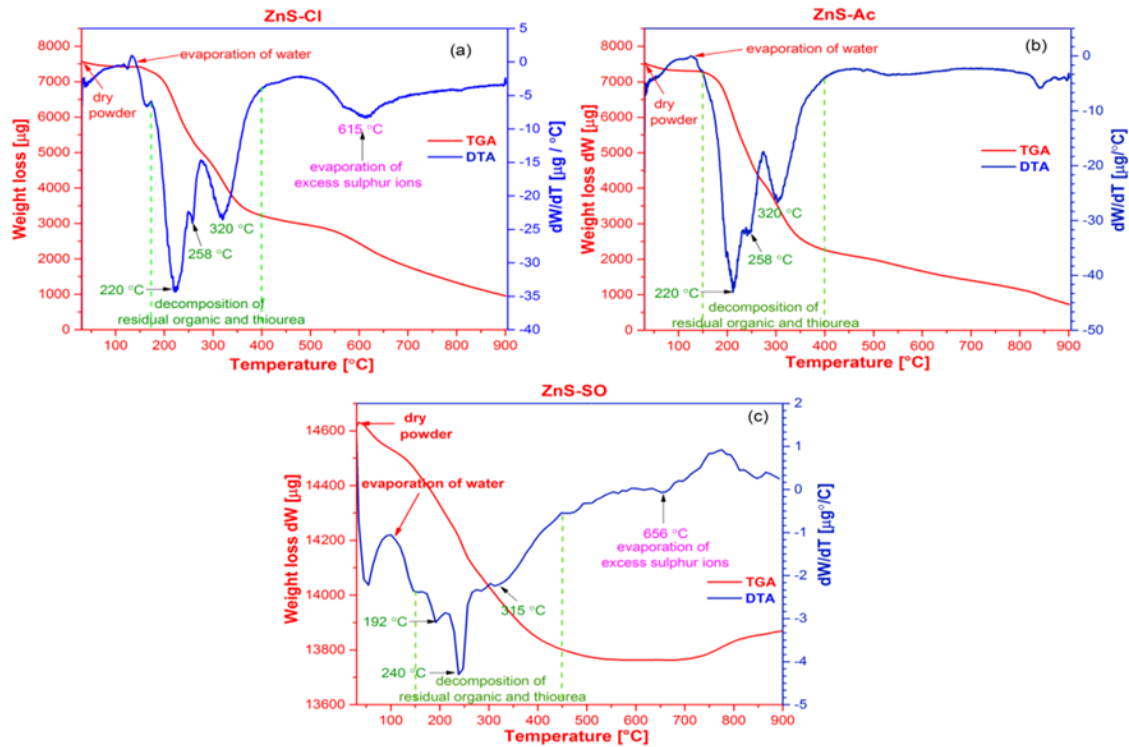 ZnS-Cl
(a)
evaporation of water
dry
powder
615 °C
evaporation of
excess sulphur ions
TGA
DTA
320 °C
258 °C
220 °C
decomposition of
residual organic and thiourea
Weight loss [µg]
8000
7000
6000
5000
4000
3000
2000
1000
0
dW/dT [µg / °C]
5
0
-5
-10
-15
-20
-25
-30
-35
-40
100 200 300 400 500 600 700 800 900
Temperature [°C]
ZnS-Ac
(b)
evaporation of water
dry powder
TGA
DTA
320 °C
258 °C
220 °C
decomposition of
residual organic and thiourea
Weight loss dW [µg]
8000
7000
6000
5000
4000
3000
2000
1000
0
dW/dT [µg/°C]
0
-10
-20
-30
-40
-50
100 200 300 400 500 600 700 800 900
Temperature [°C]
ZnS-SO
(c)
dry
powder
evaporation of water
656 °C
evaporation of
excess sulphur ions
TGA
DTA
315 °C
192 °C
240 °C
decomposition of
residual organic and thiourea
Weight loss dW [µg]
14600
14400
14200
14000
13800
13600
dW/dT [µg°/C]
2
1
0
-1
-2
-3
-4
-5
100 200 300 400 500 600 700 800 900
Temperature [°C]